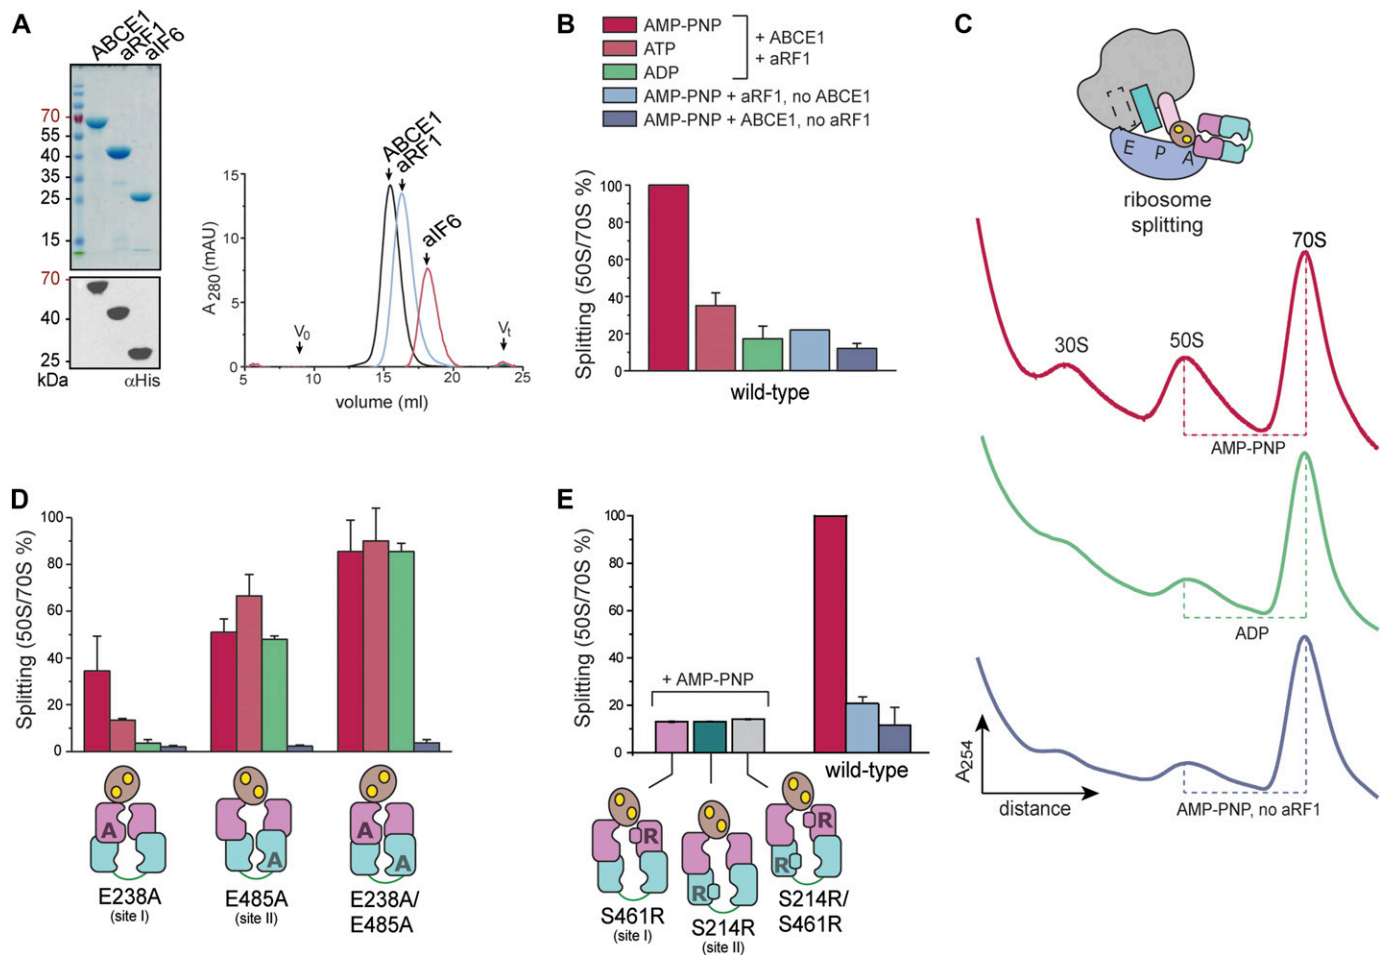 A
ABCE1
aRF1
aIF6
70
55
40
35
25
15
70
40
25
kDa
αHis
ABCE1
aRF1
aIF6
A280 (mAU)
15
10
5
0
V0
Vt
5
10
15
20
25
volume (ml)
B
AMP-PNP
ATP
ADP
+ ABCE1
+ aRF1
AMP-PNP + aRF1, no ABCE1
AMP-PNP + ABCE1, no aRF1
Splitting (50S/70S %)
100
80
60
40
20
0
wild-type
C
E P A
ribosome
splitting
30S
50S
70S
AMP-PNP
ADP
AMP-PNP, no aRF1
A254
distance
D
Splitting (50S/70S %)
100
80
60
40
20
0
A
A
A
A
E238A
(site I)
E485A
(site II)
E238A/
E485A
E
Splitting (50S/70S %)
100
80
60
40
20
0
+ AMP-PNP
wild-type
R
R
R
R
S461R
(site I)
S214R
(site II)
S214R/
S461R